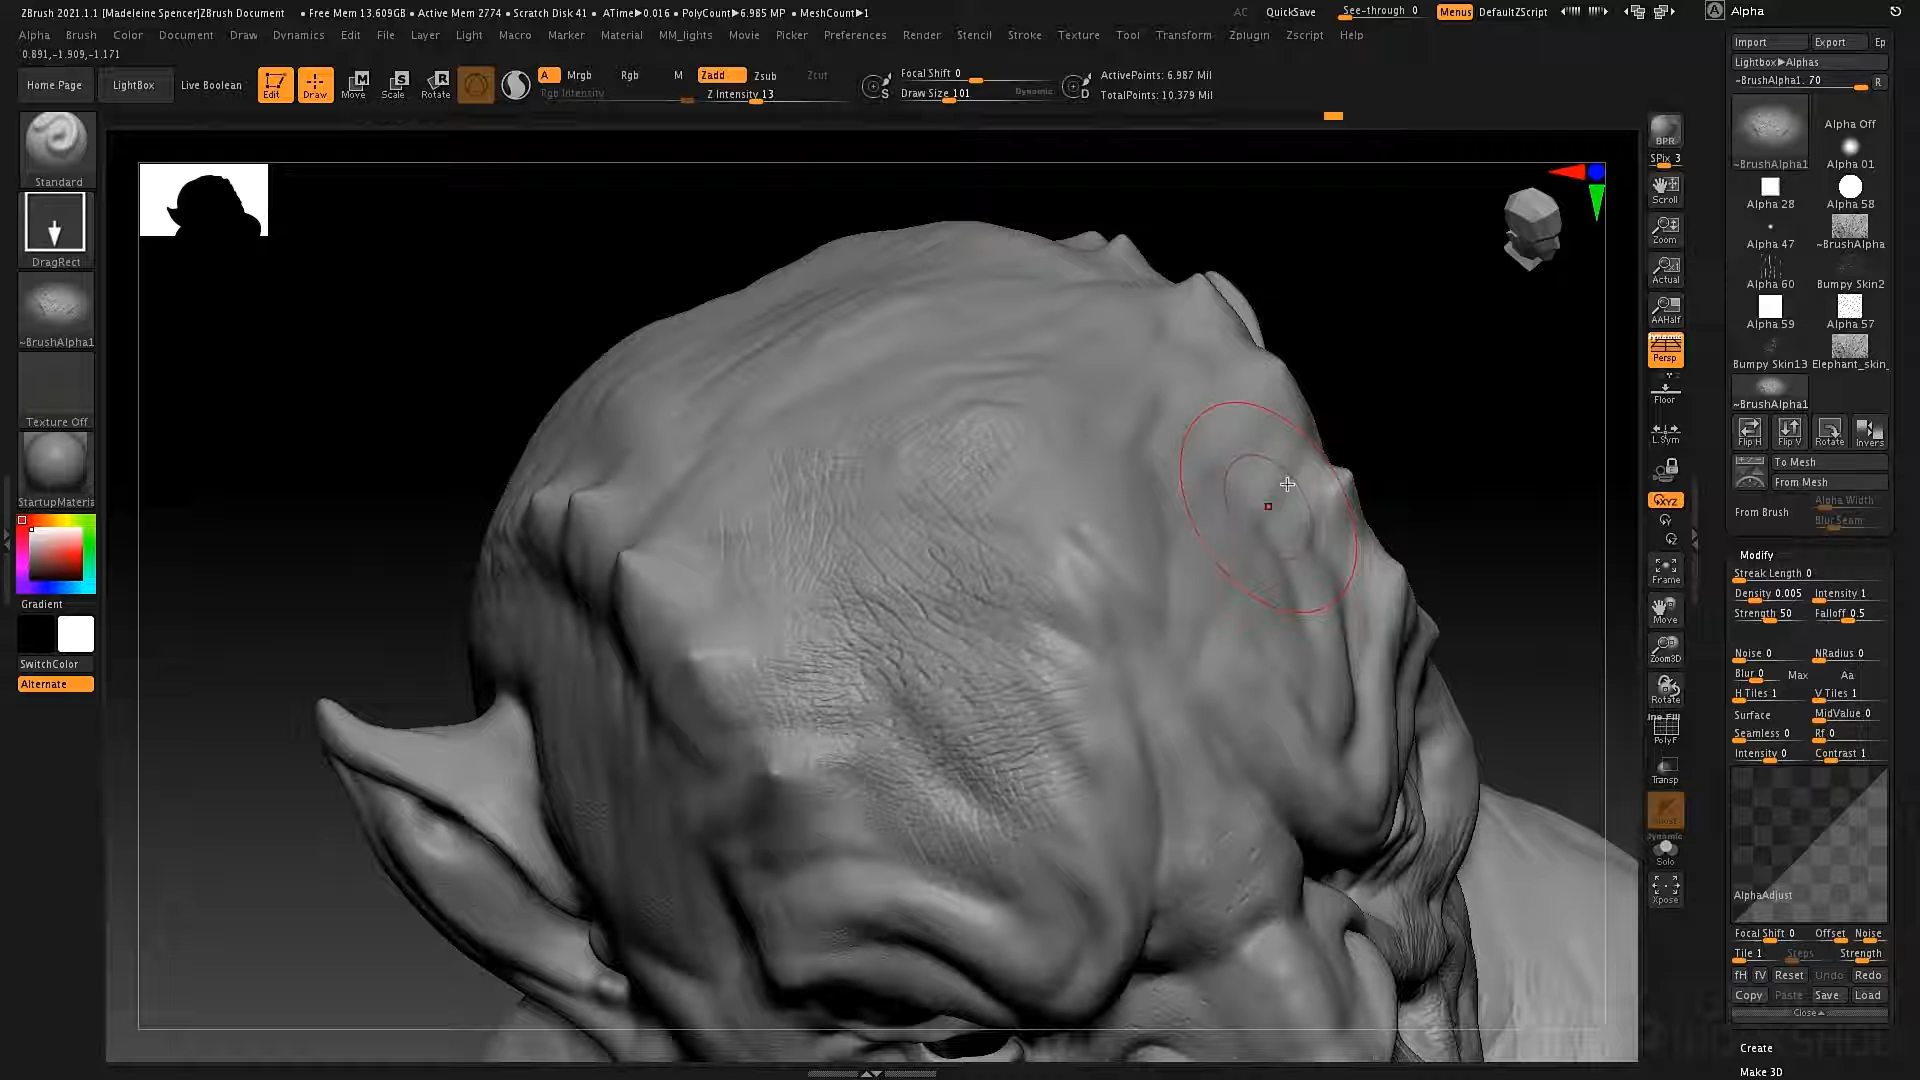 ZBrush 2021.1.1 [Madeleine Spencer]ZBrush Document • Free Mem 13.609GB • Active Mem 2774 • Scratch Disk 41 • ATime▶0.016 • PolyCount▶6.985 MP • MeshCount▶1 AC QuickSave See-through 0 Menus DefaultZScript
Alpha Brush Color Document Draw Dynamics Edit File Layer Light Macro Marker Material MM_lights Movie Picker Preferences Render Stencil Stroke Texture Tool Transform Zplugin Zscript Help
0.891,-1.909,-1.171
Home Page LightBox Live Boolean Edit Draw Move Scale Rotate
A Mrgb Rgb M Zadd Zsub Zcut
Rgb Intensity Z Intensity 13
Focal Shift 0
Draw Size 101 Dynamic
ActivePoints: 6.987 Mil
TotalPoints: 10.379 Mil
Standard
DragRect
~BrushAlpha1
Texture Off
StartupMateria
Gradient
SwitchColor
Alternate
BPR
SPix 3
Scroll
Zoom
Actual
AAHalf
Dynamic
Persp
Floor
L.Sym
XYZ
Frame
Move
Zoom3D
Rotate
Line Fill
PolyF
Transp
Ghost
Dynamic
Solo
Xpose
Alpha
Import Export Ep
Lightbox▶Alphas
~BrushAlpha1. 70 R
~BrushAlpha1 Alpha Off
Alpha 01
Alpha 28 Alpha 58
Alpha 47 ~BrushAlpha
Alpha 60 Bumpy Skin2
Alpha 59 Alpha 57
Bumpy Skin13 Elephant_skin_
~BrushAlpha1
Flip H Flip V Rotate Invers
To Mesh
From Mesh
From Brush Alpha Width
Blur Seam
Modify
Streak Length 0
Density 0.005 Intensity 1
Strength 50 Falloff 0.5
Noise 0 NRadius 0
Blur 0 Max Aa
H Tiles 1 V Tiles 1
Surface MidValue 0
Seamless 0 Rf 0
Intensity 0 Contrast 1
AlphaAdjust
Focal Shift 0 Offset Noise
Tile 1 Steps Strength
fH fV Reset Undo Redo
Copy Paste Save Load
Close
Create
Make 3D